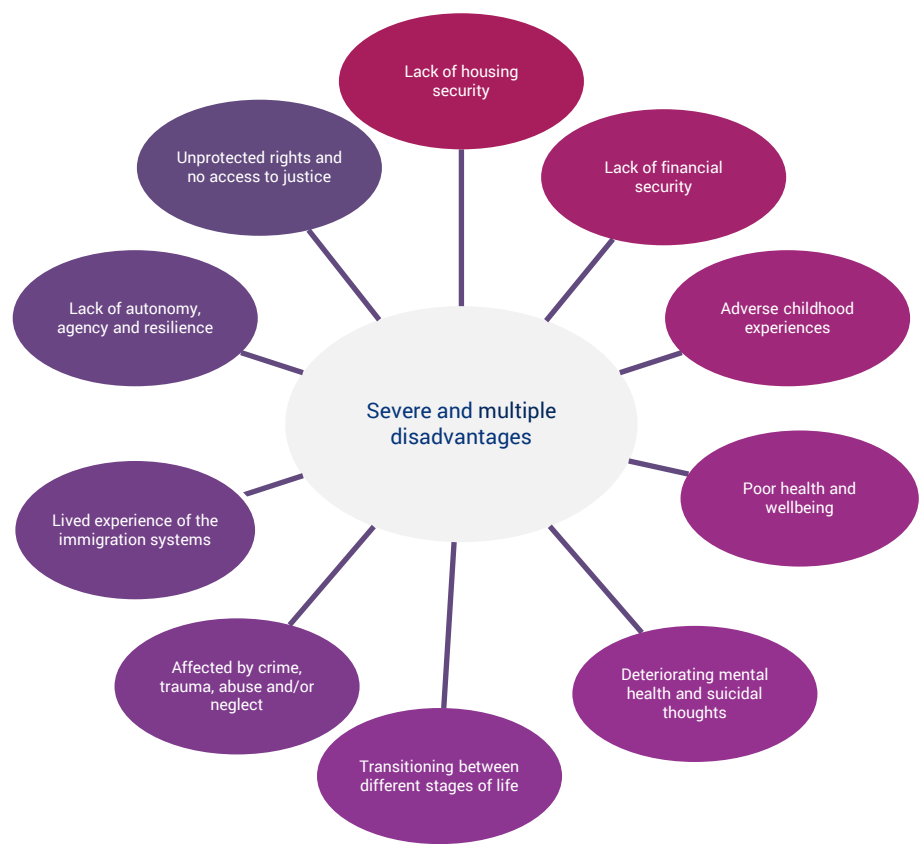 Lack of housing
security
Lack of financial
security
Adverse childhood
experiences
Poor health and
wellbeing
Deteriorating mental
health and suicidal
thoughts
Transitioning between
different stages of life
Affected by crime,
trauma, abuse and/or
neglect
Lived experience of the
immigration systems
Lack of autonomy,
agency and resilience
Unprotected rights and
no access to justice
Severe and multiple
disadvantages